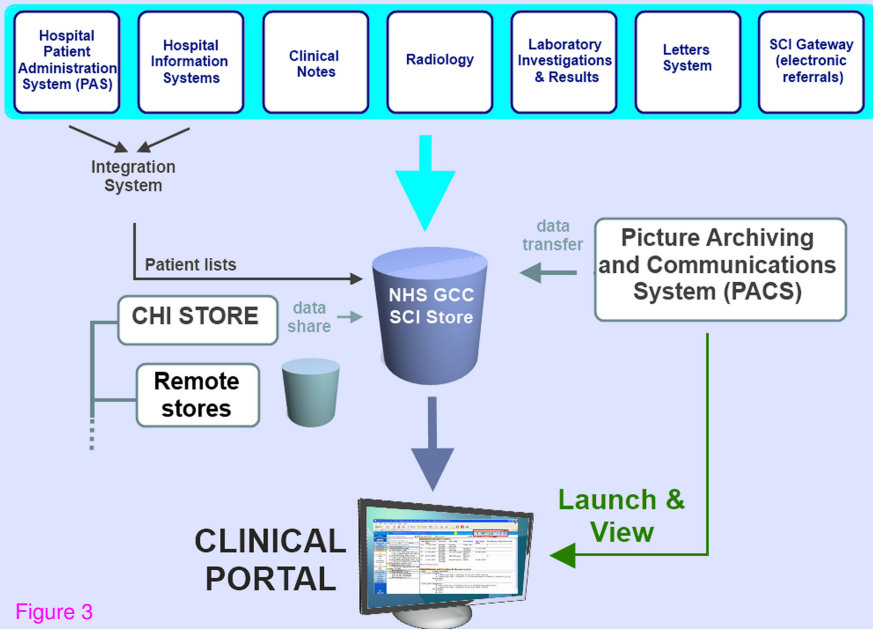 Hospital
Patient
Administration
System (PAS)
Hospital
Information
Systems
Clinical
Notes
Radiology
Laboratory
Investigations
& Results
Letters
System
SCI Gateway
(electronic
referrals)
Integration
System
Patient lists
data
transfer
Picture Archiving
and Communications
System (PACS)
NHS GCC
SCI Store
CHI STORE
data
share
Remote
stores
Launch &
View
CLINICAL
PORTAL
Figure 3